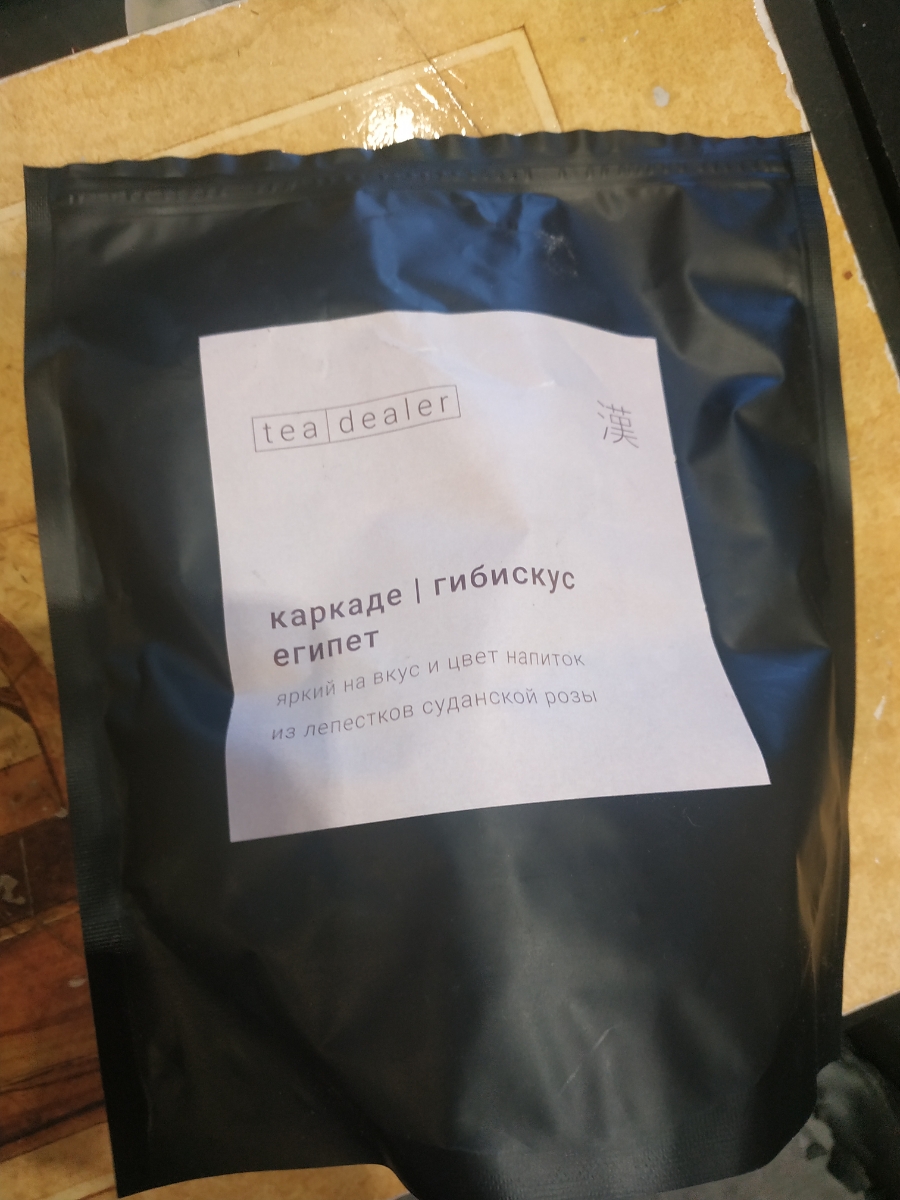 tea dealer
漢
каркаде | гибискус
египет
яркий на вкус и цвет напиток
из лепестков суданской розы